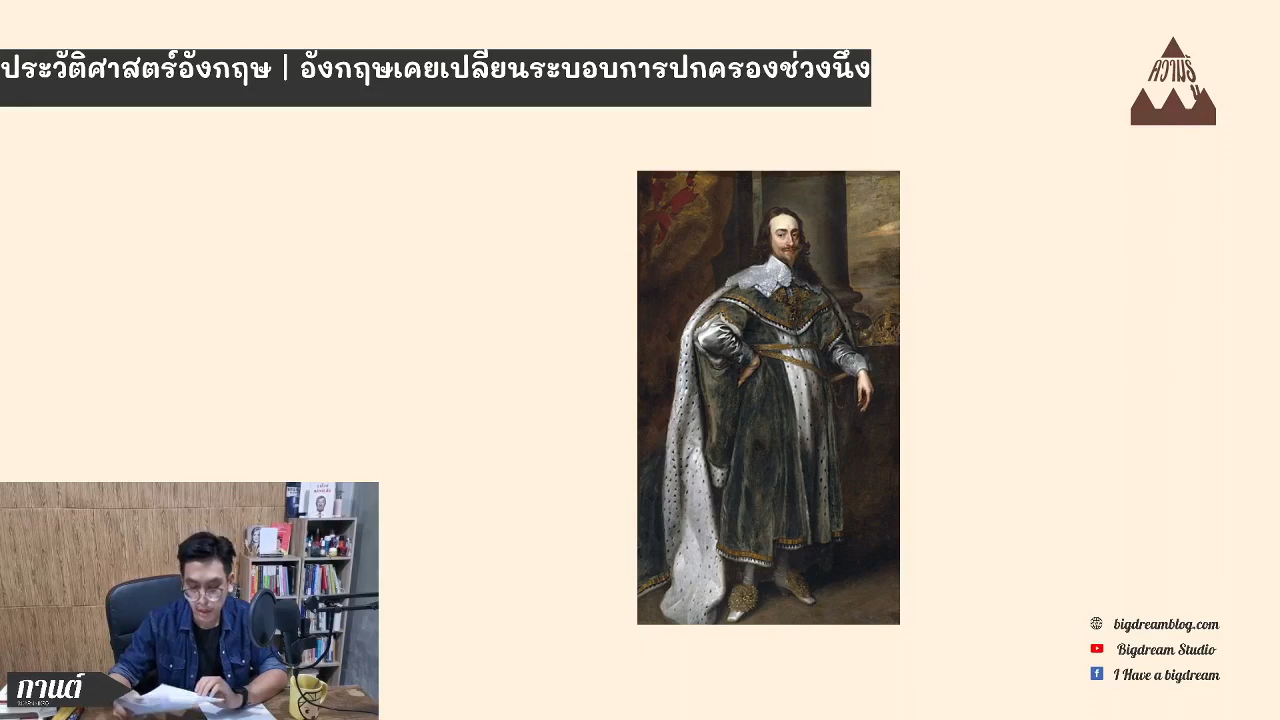 ประวัติศาสตร์อังกฤษ | อังกฤษเคยเปลี่ยนระบอบการปกครองช่วงนึง
ความรู้
bigdreamblog.com
Bigdream Studio
I Have a bigdream
กานต์